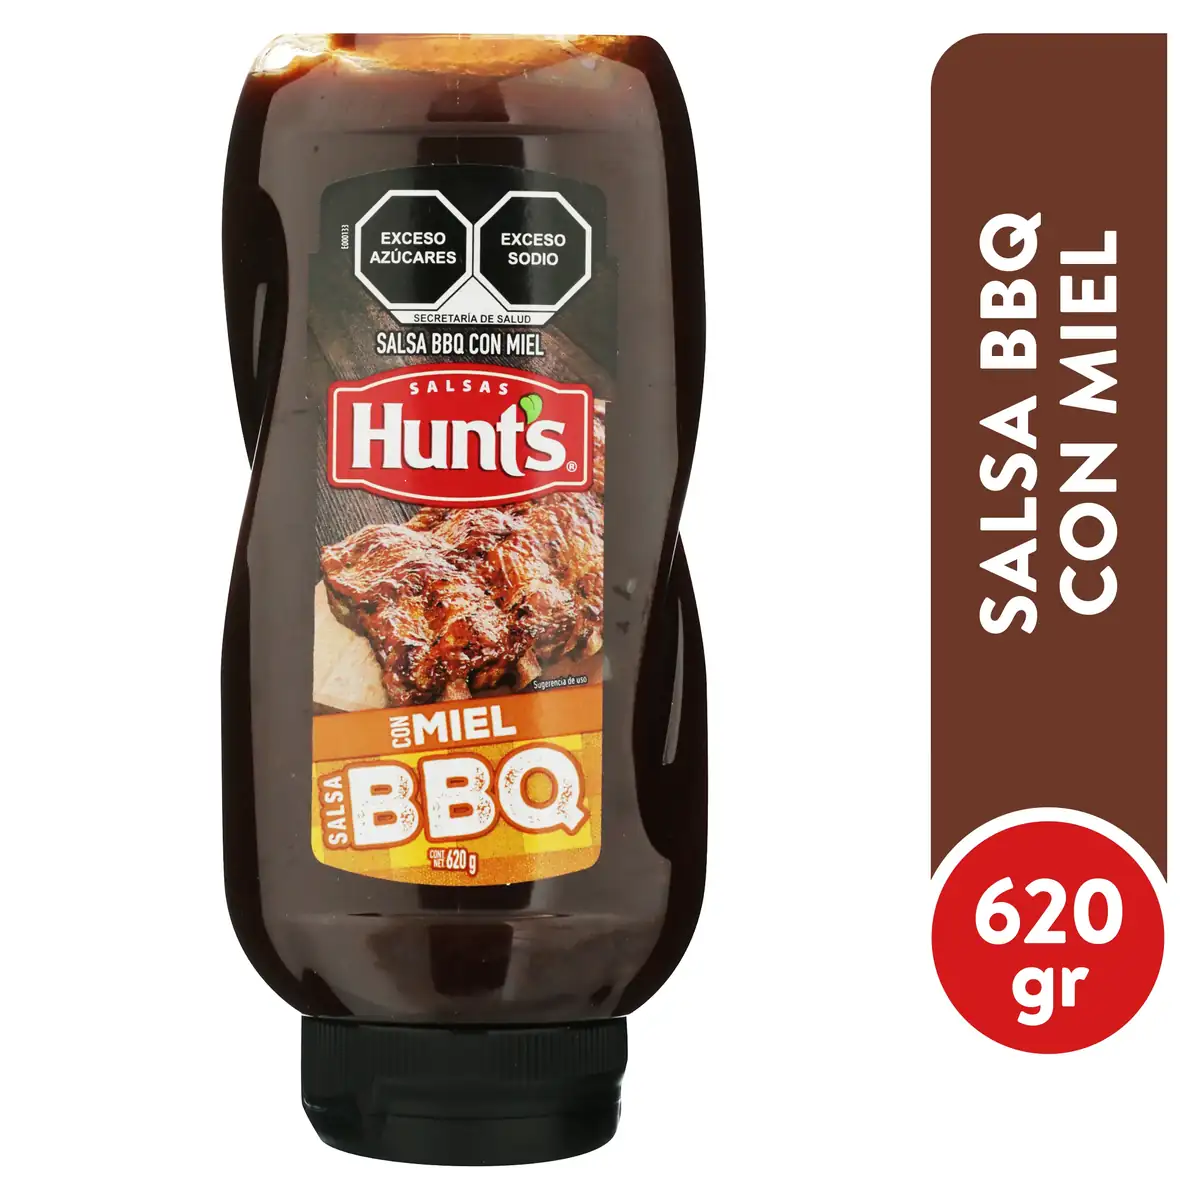 EXCESO
AZÚCARES
EXCESO
SODIO
SECRETARÍA DE SALUD
E000133
SALSA BBQ CON MIEL
SALSAS
Hunt's®
Sugerencia de uso
CON MIEL
SALSA BBQ
CONT. NET. 620 g
SALSA BBQ
CON MIEL
620
gr